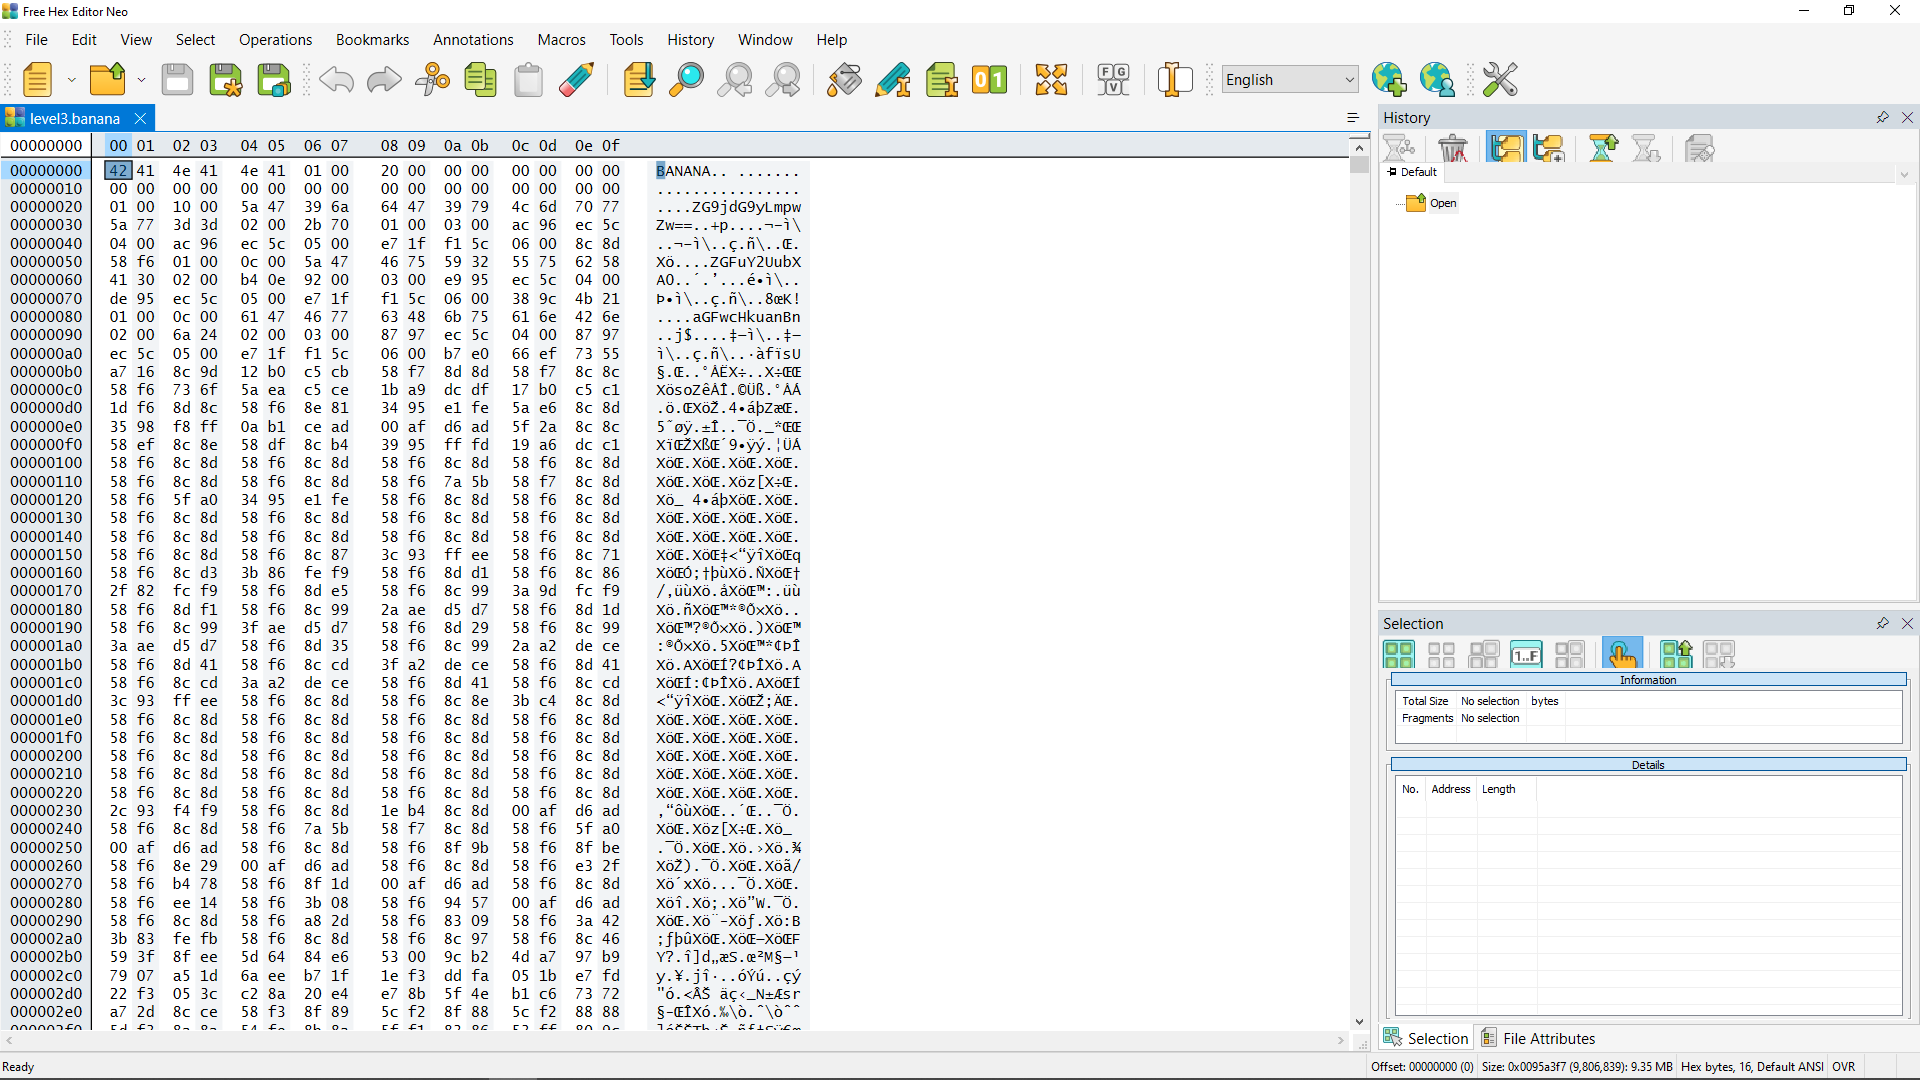 Free Hex Editor Neo
File Edit View Select Operations Bookmarks Annotations Macros Tools History Window Help
English
level3.banana
00000000 00 01 02 03 04 05 06 07 08 09 0a 0b 0c 0d 0e 0f
00000000 42 41 4e 41 4e 41 01 00 20 00 00 00 00 00 00 00 BANANA.. .......
00000010 00 00 00 00 00 00 00 00 00 00 00 00 00 00 00 00 ................
00000020 01 00 10 00 5a 47 39 6a 64 47 39 79 4c 6d 70 77 ....ZG9jdG9yLmpw
00000030 5a 77 3d 3d 02 00 2b 70 01 00 03 00 ac 96 ec 5c Zw==..+p....¬–ì\
00000040 04 00 ac 96 ec 5c 05 00 e7 1f f1 5c 06 00 8c 8d ..¬–ì\..ç.ñ\..Œ.
00000050 58 f6 01 00 0c 00 5a 47 46 75 59 32 55 75 62 58 Xö....ZGFuY2UubX
00000060 41 30 02 00 b4 0e 92 00 03 00 e9 95 ec 5c 04 00 A0..´.’...é•ì\..
00000070 de 95 ec 5c 05 00 e7 1f f1 5c 06 00 38 9c 4b 21 Þ•ì\..ç.ñ\..8œK!
00000080 01 00 0c 00 61 47 46 77 63 48 6b 75 61 6e 42 6e ....aGFwcHkuanBn
00000090 02 00 6a 24 02 00 03 00 87 97 ec 5c 04 00 87 97 ..j$....‡—ì\..‡—
000000a0 ec 5c 05 00 e7 1f f1 5c 06 00 b7 e0 66 ef 73 55 ì\..ç.ñ\..·àfïsU
000000b0 a7 16 8c 9d 12 b0 c5 cb 58 f7 8d 8d 58 f7 8c 8c §.Œ..°ÅËX÷..X÷ŒŒ
000000c0 58 f6 73 6f 5a ea c5 ce 1b a9 dc df 17 b0 c5 c1 XösoZêÅÎ.©Üß.°ÅÁ
000000d0 1d f6 8d 8c 58 f6 8e 81 34 95 e1 fe 5a e6 8c 8d .ö.ŒXöŽ.4•áþZæŒ.
000000e0 35 98 f8 ff 0a b1 ce ad 00 af d6 ad 5f 2a 8c 8c 5˜øÿ.±Î­.¯Ö­_*ŒŒ
000000f0 58 ef 8c 8e 58 df 8c b4 39 95 ff fd 19 a6 dc c1 XïŒŽXßŒ´9•ÿý.¦ÜÁ
00000100 58 f6 8c 8d 58 f6 8c 8d 58 f6 8c 8d 58 f6 8c 8d XöŒ.XöŒ.XöŒ.XöŒ.
00000110 58 f6 8c 8d 58 f6 8c 8d 58 f6 7a 5b 58 f7 8c 8d XöŒ.XöŒ.Xöz[X÷Œ.
00000120 58 f6 5f a0 34 95 e1 fe 58 f6 8c 8d 58 f6 8c 8d Xö_ 4•áþXöŒ.XöŒ.
00000130 58 f6 8c 8d 58 f6 8c 8d 58 f6 8c 8d 58 f6 8c 8d XöŒ.XöŒ.XöŒ.XöŒ.
00000140 58 f6 8c 8d 58 f6 8c 8d 58 f6 8c 8d 58 f6 8c 8d XöŒ.XöŒ.XöŒ.XöŒ.
00000150 58 f6 8c 8d 58 f6 8c 87 3c 93 ff ee 58 f6 8c 71 XöŒ.XöŒ‡<“ÿîXöŒq
00000160 58 f6 8c d3 3b 86 fe f9 58 f6 8d d1 58 f6 8c 86 XöŒÓ;†þùXö.ÑXöŒ†
00000170 2f 82 fc f9 58 f6 8d e5 58 f6 8c 99 3a 9d fc f9 /‚üùXö.åXöŒ™:.üù
00000180 58 f6 8d f1 58 f6 8c 99 2a ae d5 d7 58 f6 8d 1d Xö.ñXöŒ™*®Õ×Xö..
00000190 58 f6 8c 99 3f ae d5 d7 58 f6 8d 29 58 f6 8c 99 XöŒ™?®Õ×Xö.)XöŒ™
000001a0 3a ae d5 d7 58 f6 8d 35 58 f6 8c 99 2a a2 de ce :®Õ×Xö.5XöŒ™*¢ÞÎ
000001b0 58 f6 8d 41 58 f6 8c cd 3f a2 de ce 58 f6 8d 41 Xö.AXöŒÍ?¢ÞÎXö.A
000001c0 58 f6 8c cd 3a a2 de ce 58 f6 8d 41 58 f6 8c cd XöŒÍ:¢ÞÎXö.AXöŒÍ
000001d0 3c 93 ff ee 58 f6 8c 8d 58 f6 8c 8e 3b c4 8c 8d <“ÿîXöŒ.XöŒŽ;ÄŒ.
000001e0 58 f6 8c 8d 58 f6 8c 8d 58 f6 8c 8d 58 f6 8c 8d XöŒ.XöŒ.XöŒ.XöŒ.
000001f0 58 f6 8c 8d 58 f6 8c 8d 58 f6 8c 8d 58 f6 8c 8d XöŒ.XöŒ.XöŒ.XöŒ.
00000200 58 f6 8c 8d 58 f6 8c 8d 58 f6 8c 8d 58 f6 8c 8d XöŒ.XöŒ.XöŒ.XöŒ.
00000210 58 f6 8c 8d 58 f6 8c 8d 58 f6 8c 8d 58 f6 8c 8d XöŒ.XöŒ.XöŒ.XöŒ.
00000220 58 f6 8c 8d 58 f6 8c 8d 58 f6 8c 8d 58 f6 8c 8d XöŒ.XöŒ.XöŒ.XöŒ.
00000230 2c 93 f4 f9 58 f6 8c 8d 1e b4 8c 8d 00 af d6 ad ,“ôùXöŒ..´Œ..¯Ö­.
00000240 58 f6 8c 8d 58 f6 7a 5b 58 f7 8c 8d 58 f6 5f a0 XöŒ.Xöz[X÷Œ.Xö_
00000250 00 af d6 ad 58 f6 8c 8d 58 f6 8f 9b 58 f6 8f be .¯Ö.XöŒ.Xö.›Xö.¾
00000260 58 f6 8e 29 00 af d6 ad 58 f6 8c 8d 58 f6 e3 2f XöŽ).¯Ö.XöŒ.Xöã/
00000270 58 f6 b4 78 58 f6 8f 1d 00 af d6 ad 58 f6 8c 8d Xö´xXö...¯Ö.XöŒ.
00000280 58 f6 ee 14 58 f6 3b 08 58 f6 94 57 00 af d6 ad Xöî.Xö;.Xö”W.¯Ö.
00000290 58 f6 8c 8d 58 f6 a8 2d 58 f6 83 09 58 f6 3a 42 XöŒ.Xö¨-Xöƒ.Xö:B
000002a0 3b 83 fe fb 58 f6 8c 8d 58 f6 8c 97 58 f6 8c 46 ;ƒþûXöŒ.XöŒ—XöŒF
000002b0 59 3f 8f ee 5d 64 84 e6 53 00 9c b2 4d a7 97 b9 Y?.î]d„æS.œ²M§—¹
000002c0 79 07 a5 1d 6a ee b7 1f 1e f3 dd fa 05 1b e7 fd y.¥.jî·..óÝú..çý
000002d0 22 f3 05 3c c2 8a 20 e4 e7 8b 5f 4e b1 c6 73 72 "ó.<ÂŠ äç‹_N±Æsr
000002e0 a7 2d 8c ce 58 f3 8f 89 5c f2 8f 88 5c f2 88 88 §-ŒÎXó.‰\ò.ˆ\òˆˆ
History
Default
Open
Selection
Information
Total Size No selection bytes
Fragments No selection
Details
No. Address Length
Selection File Attributes
Ready
Offset: 00000000 (0) Size: 0x0095a3f7 (9,806,839): 9.35 MB Hex bytes, 16, Default ANSI OVR